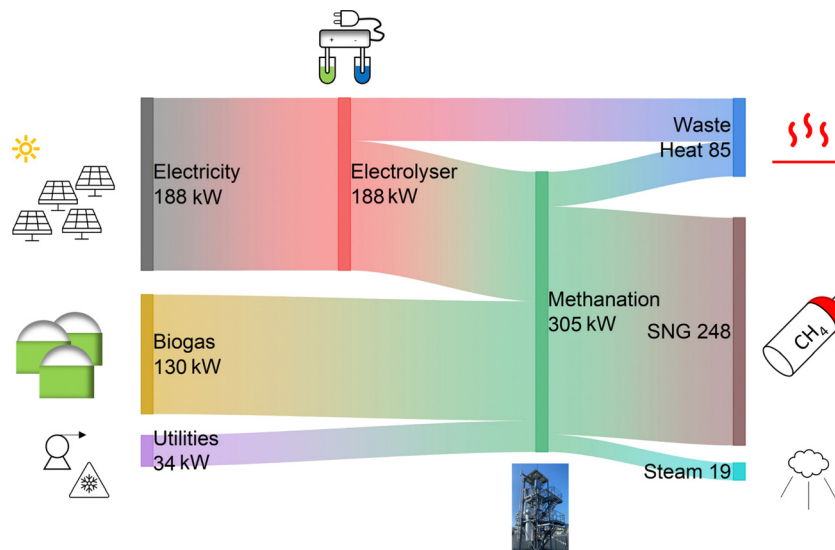 + -
Electricity
188 kW
Electrolyser
188 kW
Waste
Heat 85
Biogas
130 kW
Methanation
305 kW
SNG 248
CH4
Utilities
34 kW
Steam 19